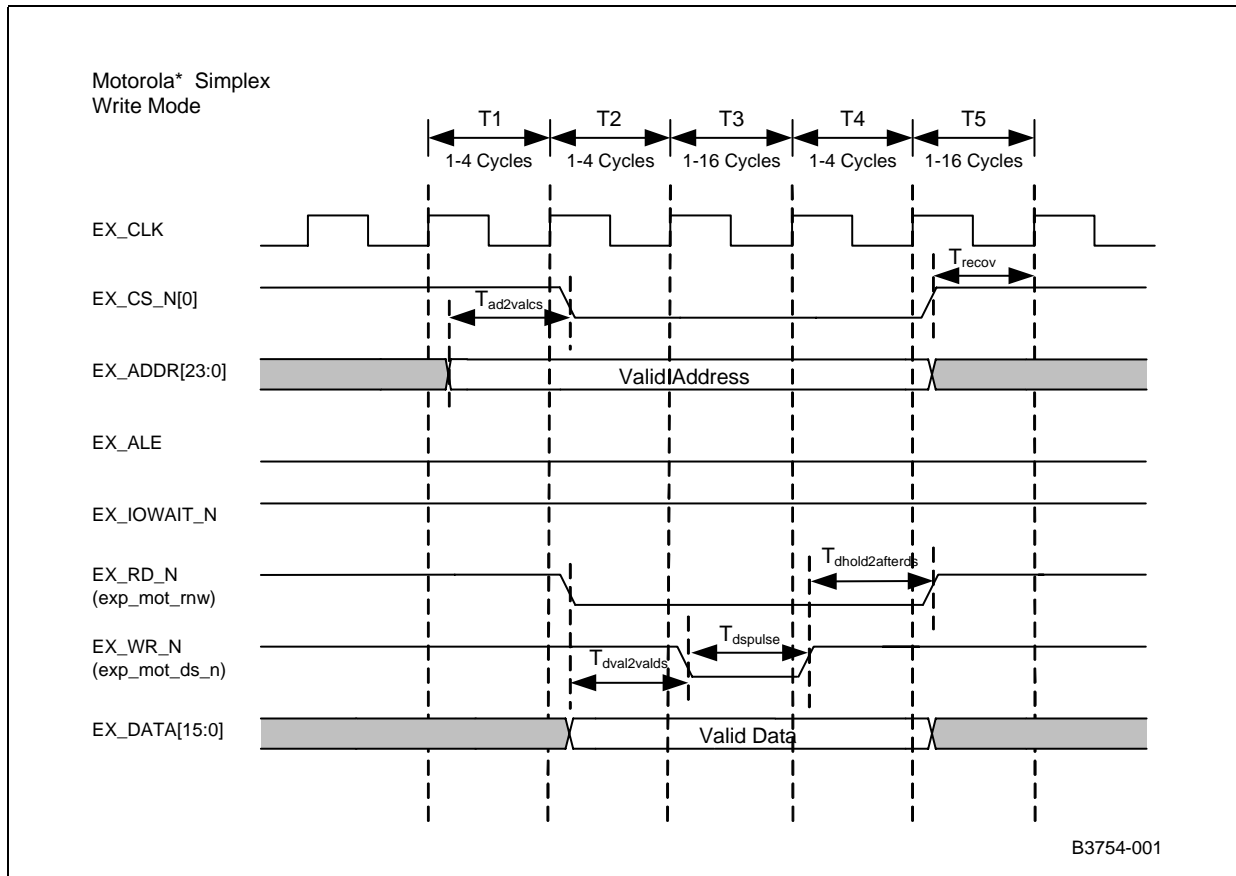 Motorola* Simplex
Write Mode
T1 T2 T3 T4 T5
1-4 Cycles 1-4 Cycles 1-16 Cycles 1-4 Cycles 1-16 Cycles
EX_CLK
Trecov
EX_CS_N[0]
Tad2valcs
EX_ADDR[23:0]
Valid Address
EX_ALE
EX_IOWAIT_N
Tdhold2afterds
EX_RD_N
(exp_mot_rnw)
EX_WR_N
Tdspulse
(exp_mot_ds_n)
Tdval2valds
EX_DATA[15:0]
Valid Data
B3754-001